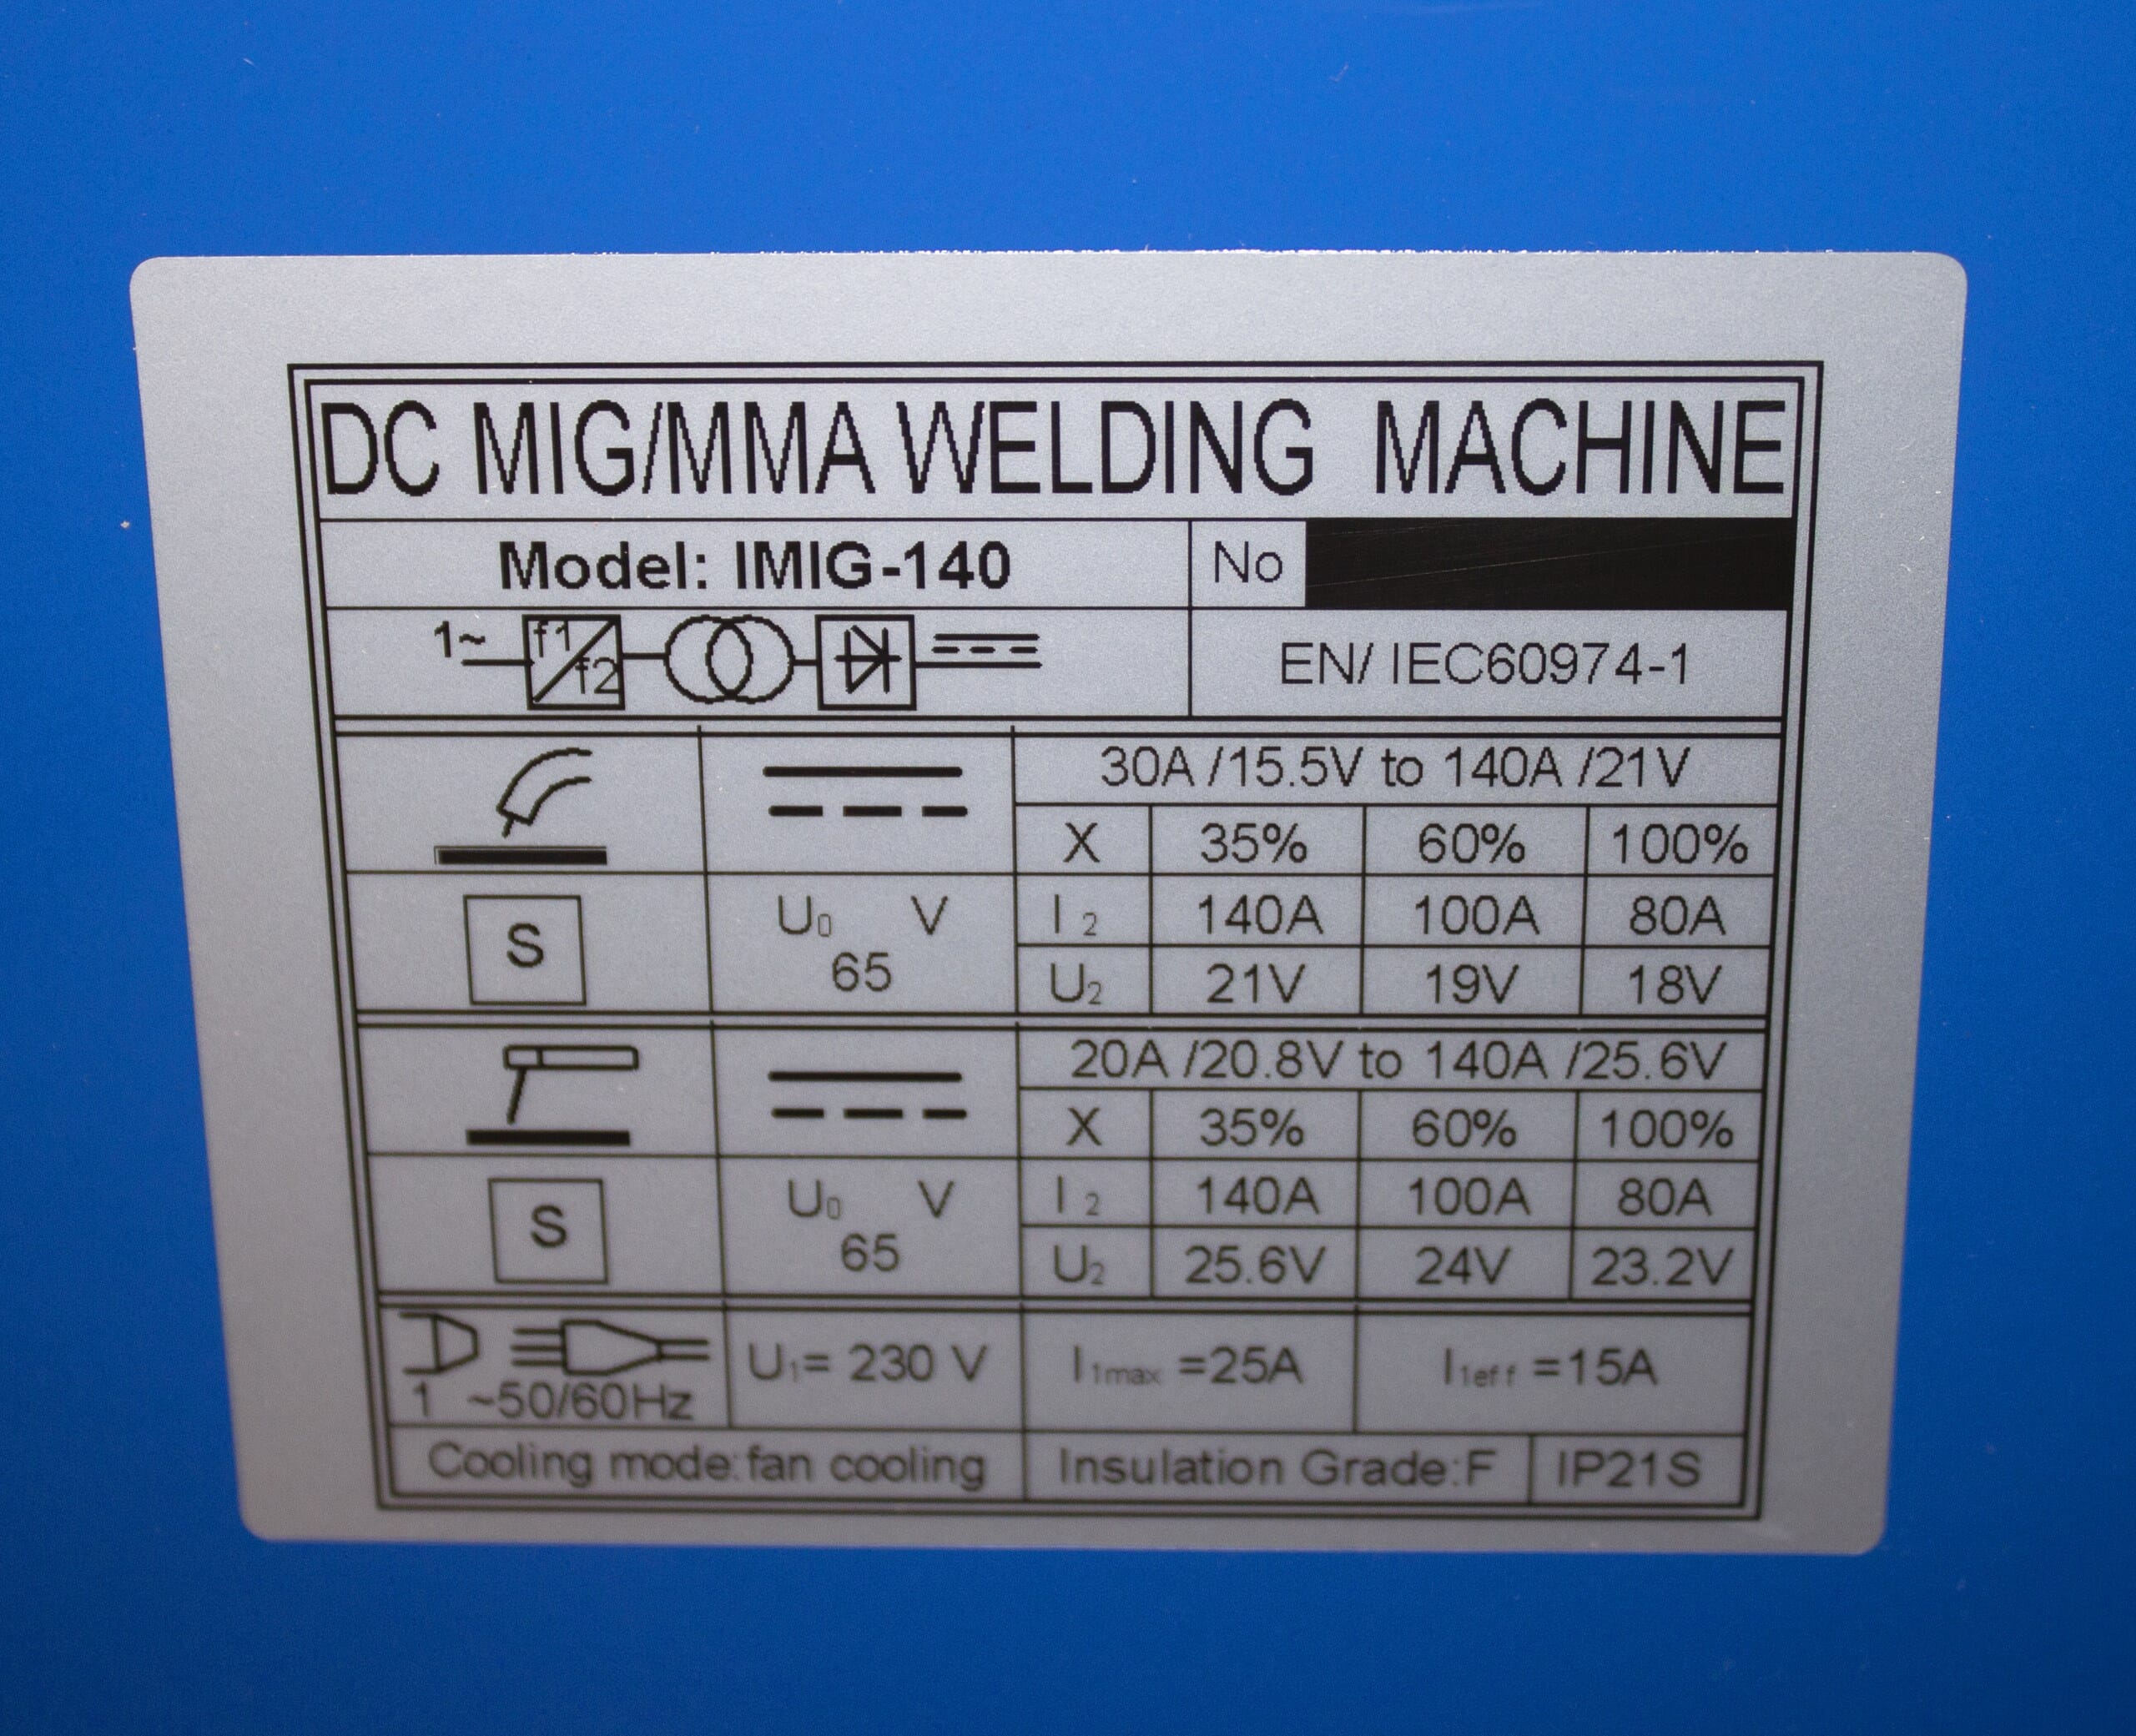 DC MIG/MMA WELDING MACHINE
Model: IMIG-140 No
1~ f1 f2 EN/ IEC60974-1
30A /15.5V to 140A /21V
X 35% 60% 100%
S U0 V I 2 140A 100A 80A
65 U2 21V 19V 18V
20A /20.8V to 140A /25.6V
X 35% 60% 100%
S U0 V I 2 140A 100A 80A
65 U2 25.6V 24V 23.2V
1 ~50/60Hz U1= 230 V I1max =25A I1eff =15A
Cooling mode:fan cooling Insulation Grade:F IP21S